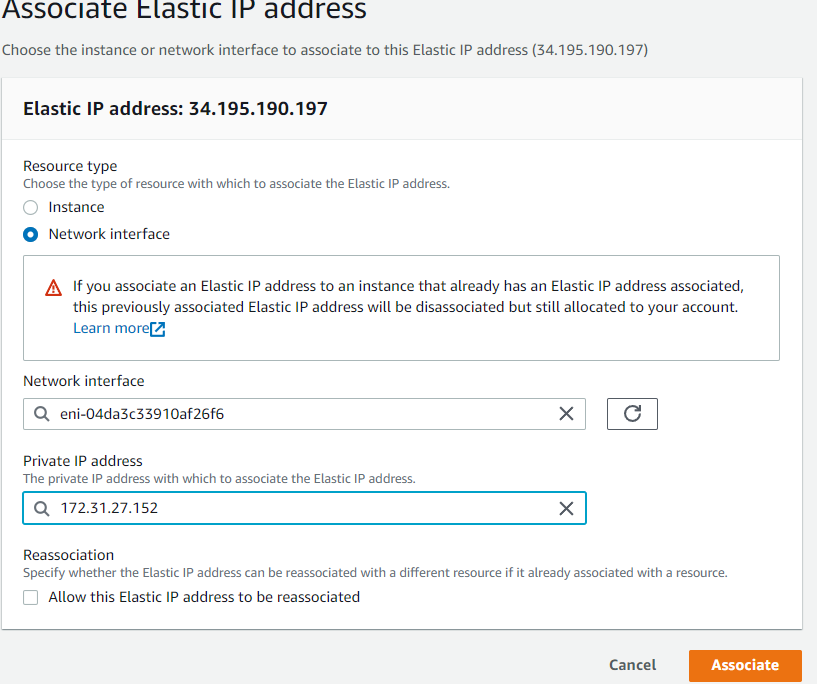 Associate Elastic IP address
Choose the instance or network interface to associate to this Elastic IP address (34.195.190.197)
Elastic IP address: 34.195.190.197
Resource type
Choose the type of resource with which to associate the Elastic IP address.
Instance
Network interface
If you associate an Elastic IP address to an instance that already has an Elastic IP address associated,
this previously associated Elastic IP address will be disassociated but still allocated to your account.
Learn more
Network interface
eni-04da3c33910af26f6
Private IP address
The private IP address with which to associate the Elastic IP address.
172.31.27.152
Reassociation
Specify whether the Elastic IP address can be reassociated with a different resource if it already associated with a resource.
Allow this Elastic IP address to be reassociated
Cancel
Associate